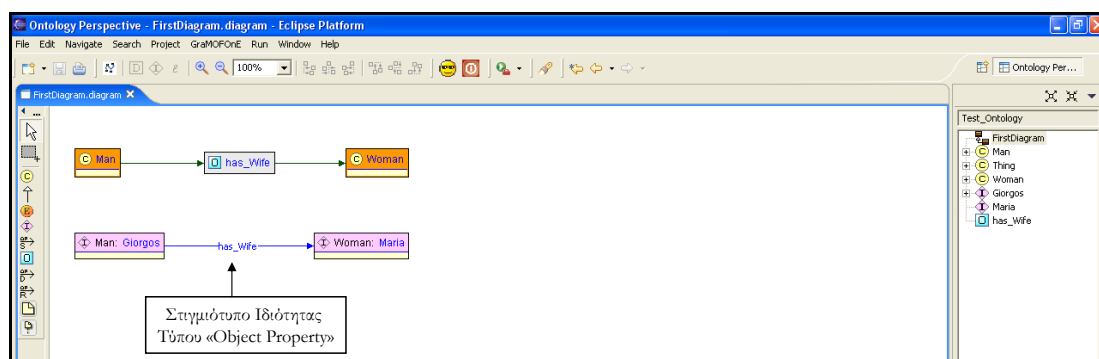 Ontology Perspective - FirstDiagram.diagram - Eclipse Platform
File Edit Navigate Search Project GraMOFOnE Run Window Help
100%
Ontology Per...
FirstDiagram.diagram
Test_Ontology
FirstDiagram
C Man
C Thing
C Woman
I Giorgos
I Maria
O has_Wife
C Man
O has_Wife
C Woman
I Man: Giorgos
has_Wife
I Woman: Maria
Στιγμιότυπο Ιδιότητας
Τύπου «Object Property»